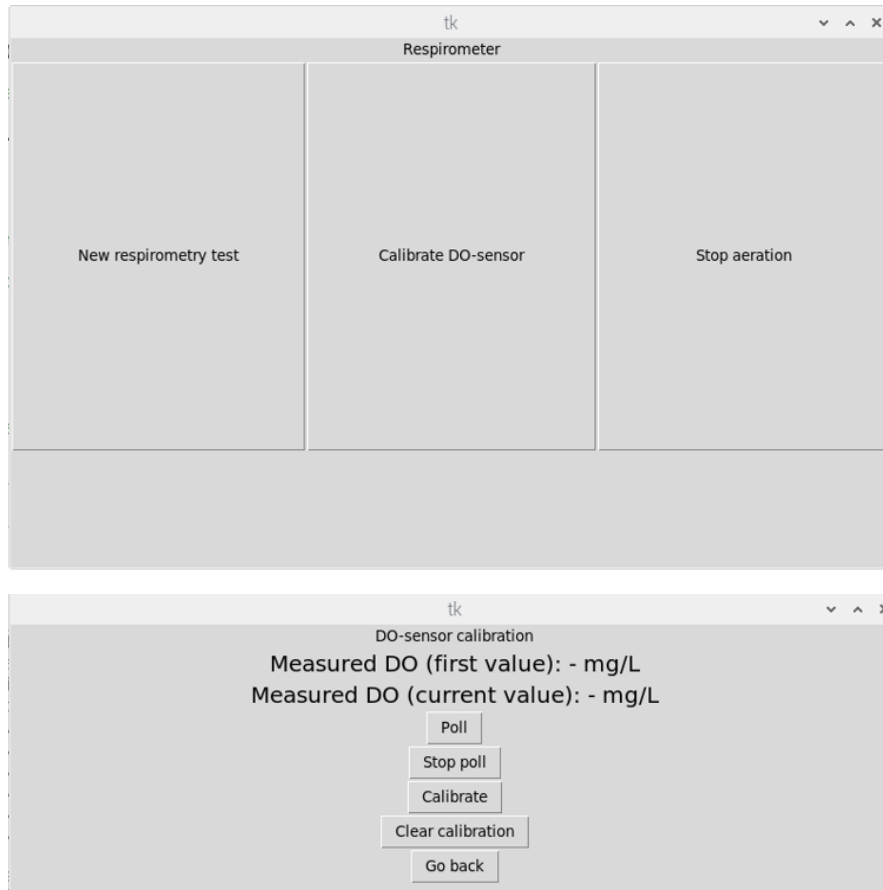 tk
Respirometer
New respirometry test Calibrate DO-sensor Stop aeration
tk
DO-sensor calibration
Measured DO (first value): - mg/L
Measured DO (current value): - mg/L
Poll
Stop poll
Calibrate
Clear calibration
Go back